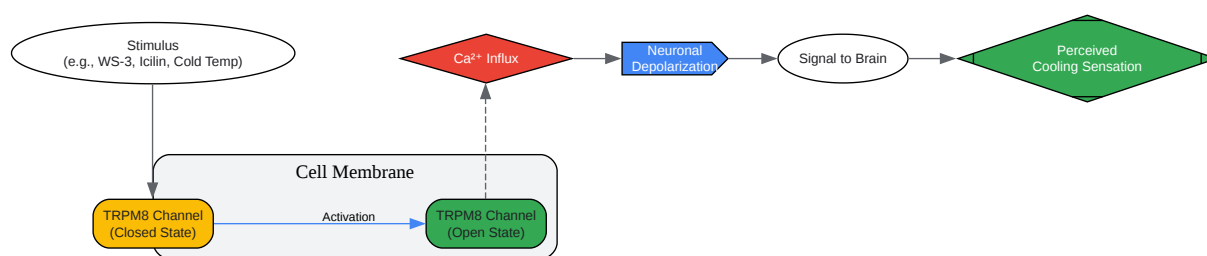 Stimulus
(e.g., WS-3, Icilin, Cold Temp)
Ca²⁺ Influx
Neuronal
Depolarization
Signal to Brain
Perceived
Cooling Sensation
Cell Membrane
TRPM8 Channel
(Closed State)
Activation
TRPM8 Channel
(Open State)